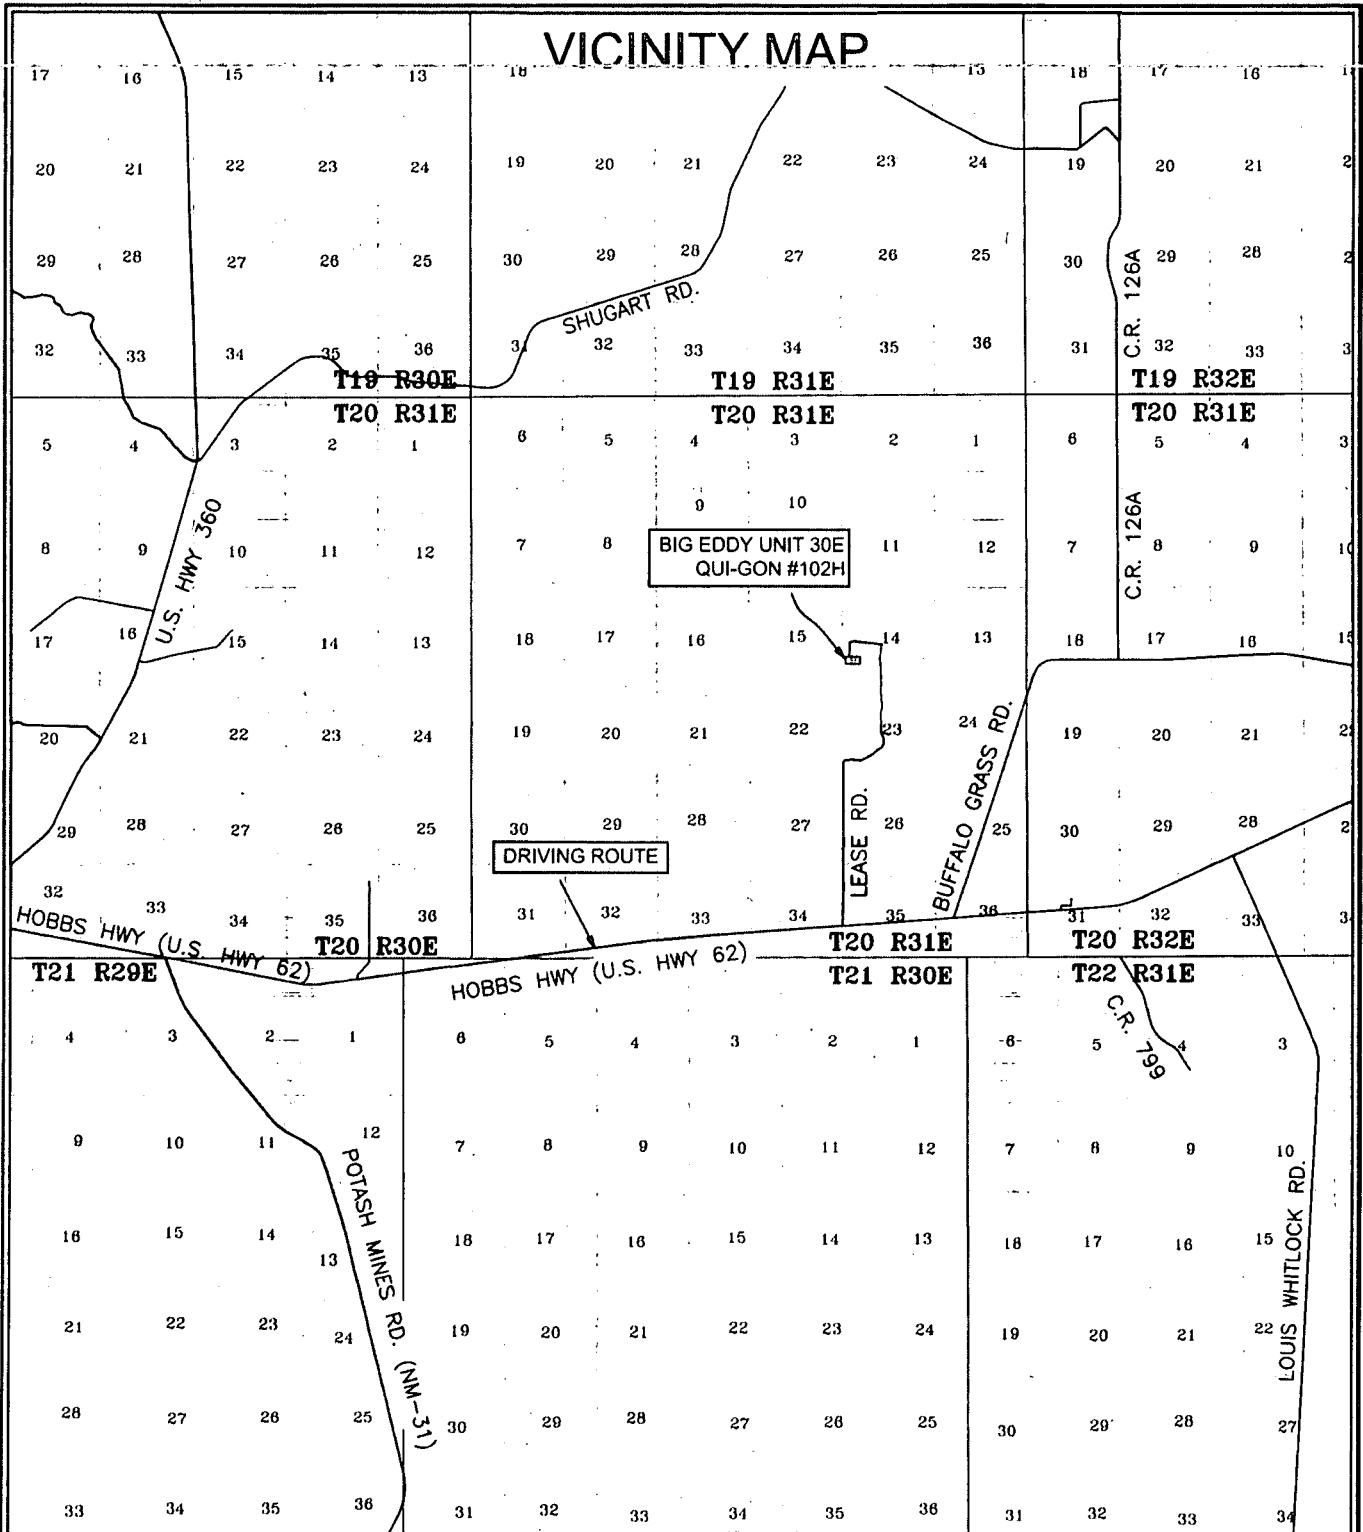 VICINITY MAP
17 16 15 14 13 18 15 18 17 16
20 21 22 23 24 19 20 21 22 23 24 19 20 21
29 28 27 26 25 30 29 28 27 26 25 30 29 28
SHUGART RD.
C.R. 126A
32 33 34 35 36 31 32 33 34 35 36 31 32 33
T19 R30E T19 R31E T19 R32E
T20 R31E T20 R31E T20 R31E
5 4 3 2 1 6 5 4 3 2 1 6 5 4 3
9 10
U.S. HWY 360
C.R. 126A
8 9 10 11 12 7 8 11 12 7 8 9 10
BIG EDDY UNIT 30E
QUI-GON #102H
17 16 15 14 13 18 17 16 15 14 13 18 17 16 15
20 21 22 23 24 19 20 21 22 23 24 19 20 21
LEASE RD.
BUFFALO GRASS RD.
29 28 27 26 25 30 29 28 27 26 25 30 29 28
DRIVING ROUTE
32 33 34 35 36 31 32 33 34 35 36 31 32 33
HOBBS HWY (U.S. HWY 62)
T20 R30E T20 R31E T20 R32E
T21 R29E T21 R30E T22 R31E
HOBBS HWY (U.S. HWY 62)
C.R. 799
4 3 2 1 6 5 4 3 2 1 6 5 4 3
9 10 11 12 7 8 9 10 11 12 7 8 9 10
POTASH MINES RD. (NM-31)
LOUIS WHITLOCK RD.
16 15 14 13 18 17 16 15 14 13 18 17 16 15
21 22 23 24 19 20 21 22 23 24 19 20 21 22
28 27 26 25 30 29 28 27 26 25 30 29 28 27
33 34 35 36 31 32 33 34 35 36 31 32 33 34